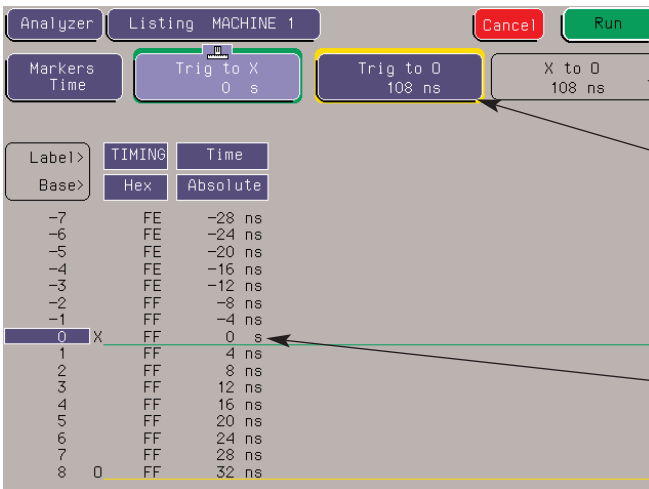 Analyzer Listing MACHINE 1 Cancel Run
Markers Time Trig to X 0 s Trig to O 108 ns X to O 108 ns
Label> TIMING Time
Base> Hex Absolute
-7 FE -28 ns
-6 FE -24 ns
-5 FE -20 ns
-4 FE -16 ns
-3 FE -12 ns
-2 FF -8 ns
-1 FF -4 ns
0 X FF 0 s
1 FF 4 ns
2 FF 8 ns
3 FF 12 ns
4 FF 16 ns
5 FF 20 ns
6 FF 24 ns
7 FF 28 ns
8 O FF 32 ns